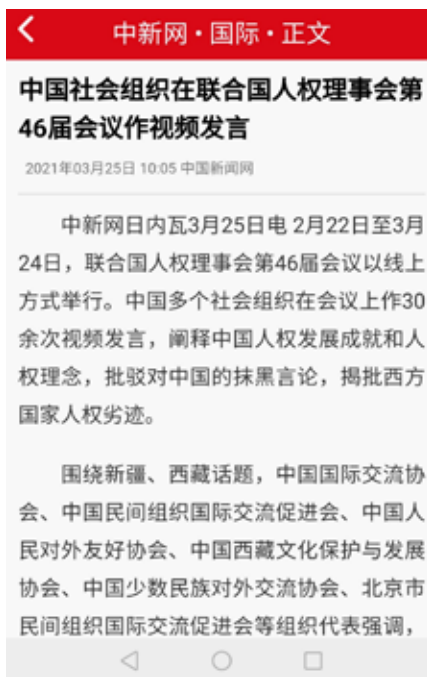 中新网·国际·正文
中国社会组织在联合国人权理事会第
46届会议作视频发言
2021年03月25日 10:05 中国新闻网
中新网日内瓦3月25日电 2月22日至3月
24日，联合国人权理事会第46届会议以线上
方式举行。中国多个社会组织在会议上作30
余次视频发言，阐释中国人权发展成就和人
权理念，批驳对中国的抹黑言论，揭批西方
国家人权劣迹。
围绕新疆、西藏话题，中国国际交流协
会、中国民间组织国际交流促进会、中国人
民对外友好协会、中国西藏文化保护与发展
协会、中国少数民族对外交流协会、北京市
民间组织国际交流促进会等组织代表强调，